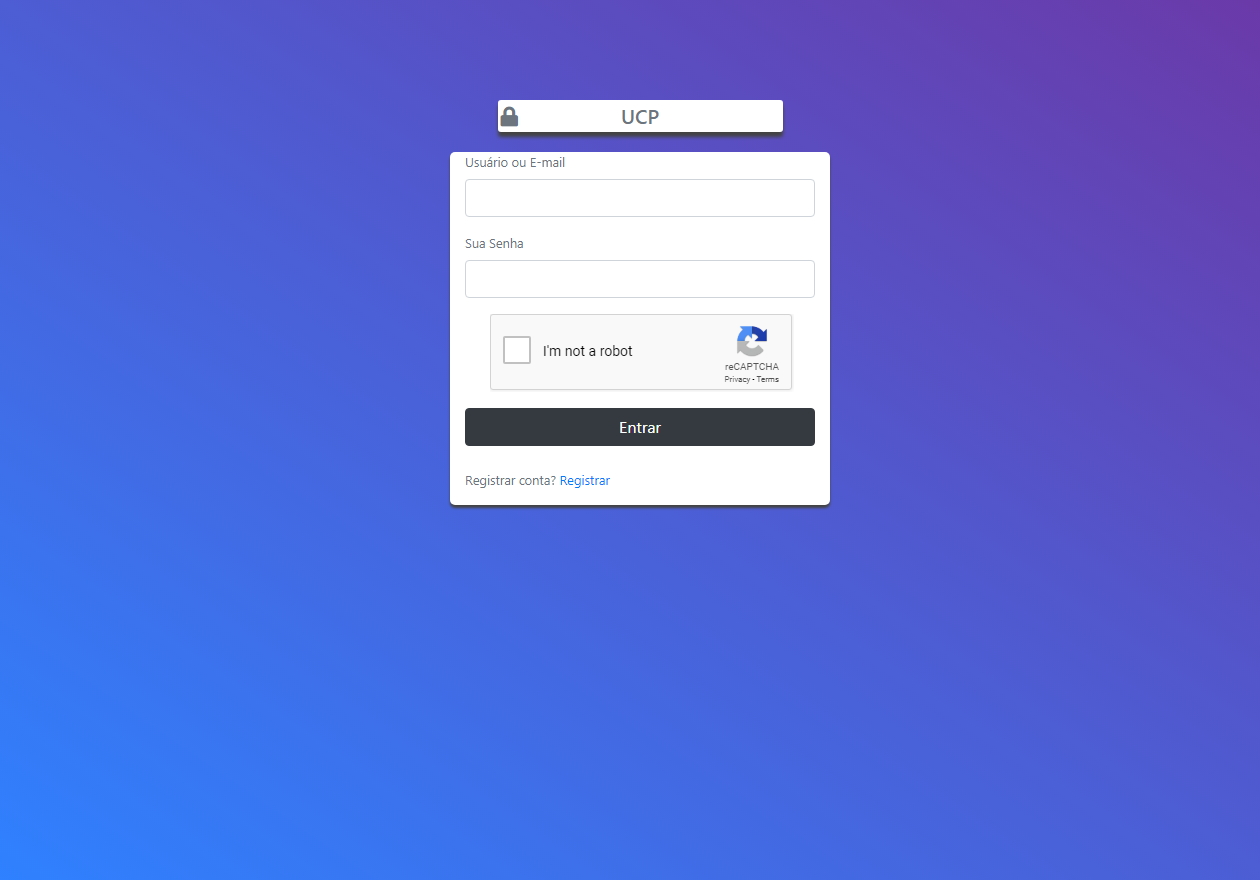 UCP
Usuário ou E-mail
Sua Senha
I'm not a robot
reCAPTCHA
Privacy - Terms
Entrar
Registrar conta? Registrar